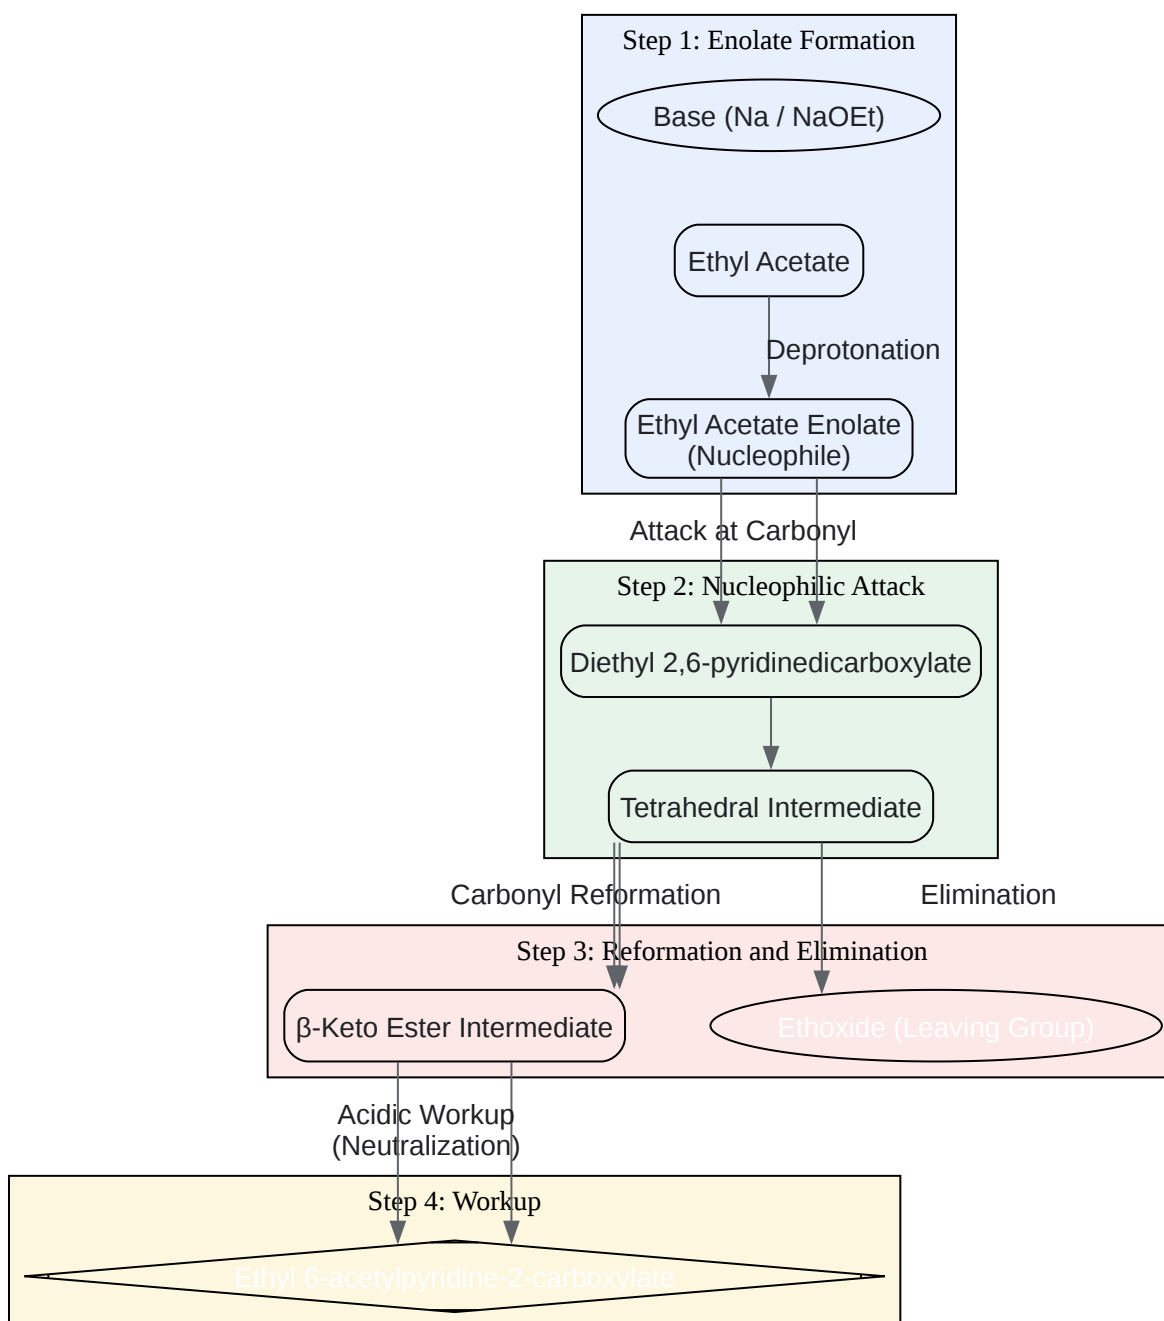 Step 1: Enolate Formation
Base (Na / NaOEt)
Ethyl Acetate
Deprotonation
Ethyl Acetate Enolate
(Nucleophile)
Attack at Carbonyl
Step 2: Nucleophilic Attack
Diethyl 2,6-pyridinedicarboxylate
Tetrahedral Intermediate
Carbonyl Reformation
Elimination
Step 3: Reformation and Elimination
β-Keto Ester Intermediate
Ethoxide (Leaving Group)
Acidic Workup
(Neutralization)
Step 4: Workup
Ethyl 6-acetylpyridine-2-carboxylate